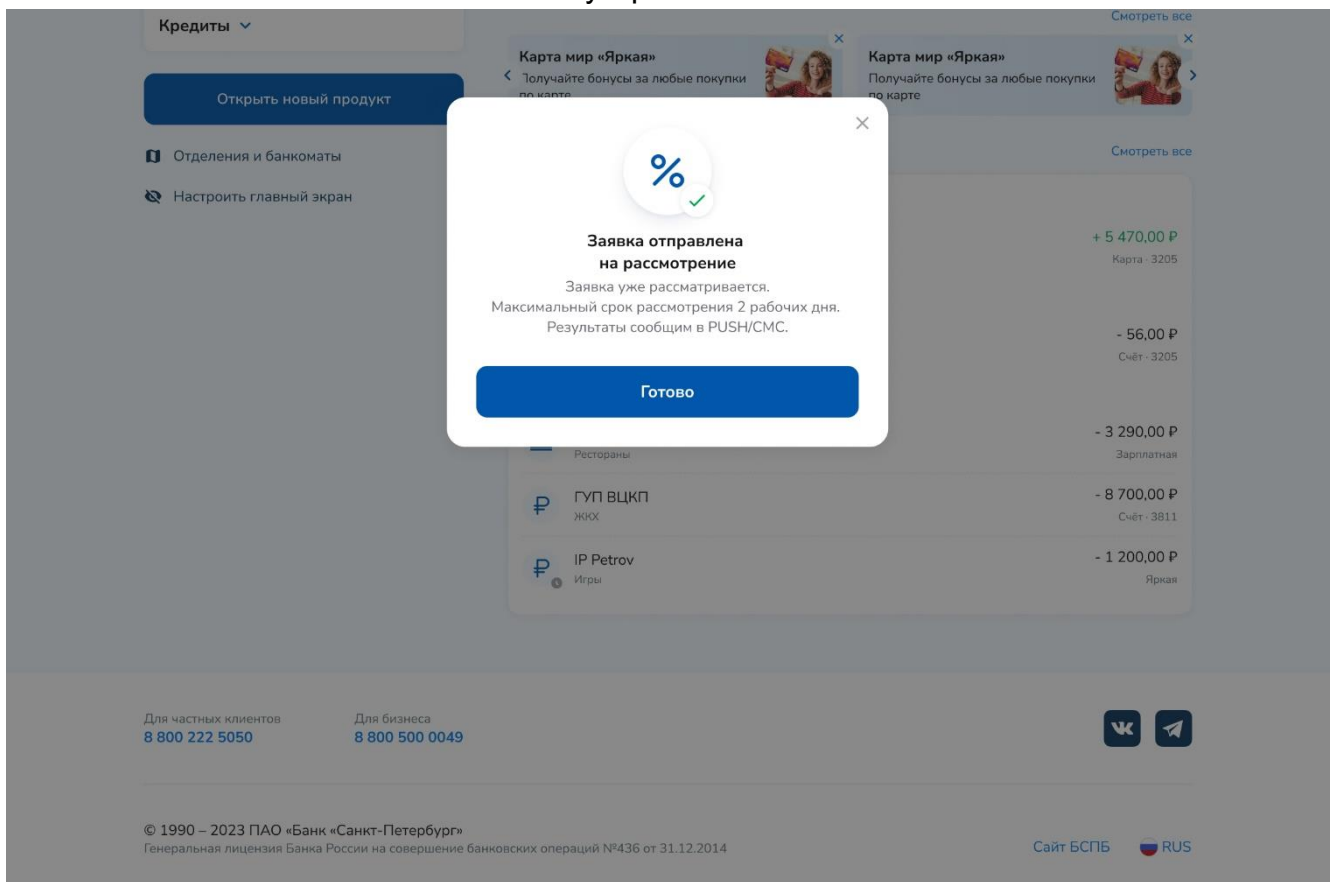 Кредиты
Смотреть все
Карта мир «Яркая»
Получайте бонусы за любые покупки
по карте
Карта мир «Яркая»
Получайте бонусы за любые покупки
по карте
Открыть новый продукт
Отделения и банкоматы
Настроить главный экран
Смотреть все
%
Заявка отправлена
на рассмотрение
Заявка уже рассматривается.
Максимальный срок рассмотрения 2 рабочих дня.
Результаты сообщим в PUSH/СМС.
Готово
+ 5 470,00 ₽
Карта · 3205
- 56,00 ₽
Счёт · 3205
- 3 290,00 ₽
Рестораны
Зарплатная
₽
ГУП ВЦКП
- 8 700,00 ₽
ЖКХ
Счёт · 3811
₽
IP Petrov
- 1 200,00 ₽
Игры
Яркая
Для частных клиентов
8 800 222 5050
Для бизнеса
8 800 500 0049
© 1990 – 2023 ПАО «Банк «Санкт-Петербург»
Генеральная лицензия Банка России на совершение банковских операций №436 от 31.12.2014
Сайт БСПБ
RUS